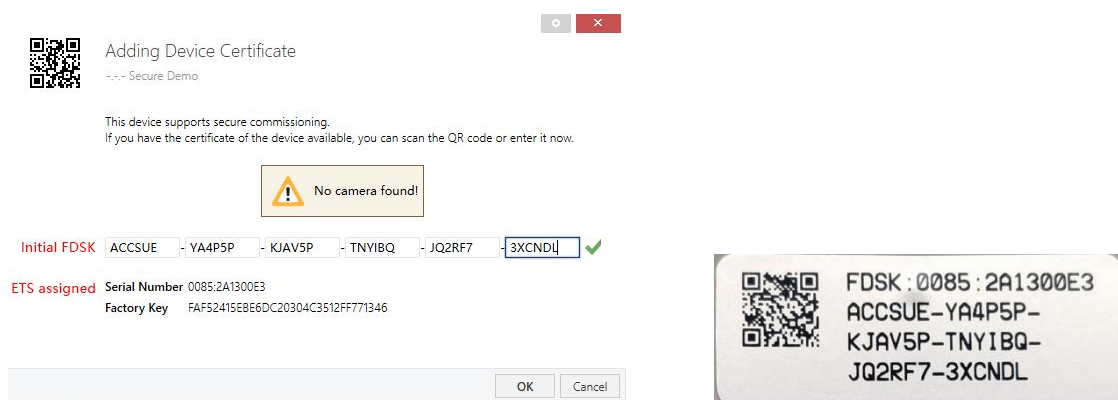 Adding Device Certificate
-.-.- Secure Demo
This device supports secure commissioning.
If you have the certificate of the device available, you can scan the QR code or enter it now.
No camera found!
Initial FDSK ACCSUE - YA4P5P - KJAV5P - TNYIBQ - JQ2RF7 - 3XCNDL
ETS assigned Serial Number 0085:2A1300E3
Factory Key FAF52415EBE6DC20304C3512FF771346
OK Cancel
FDSK:0085:2A1300E3
ACCSUE-YA4P5P-
KJAV5P-TNYIBQ-
JQ2RF7-3XCNDL